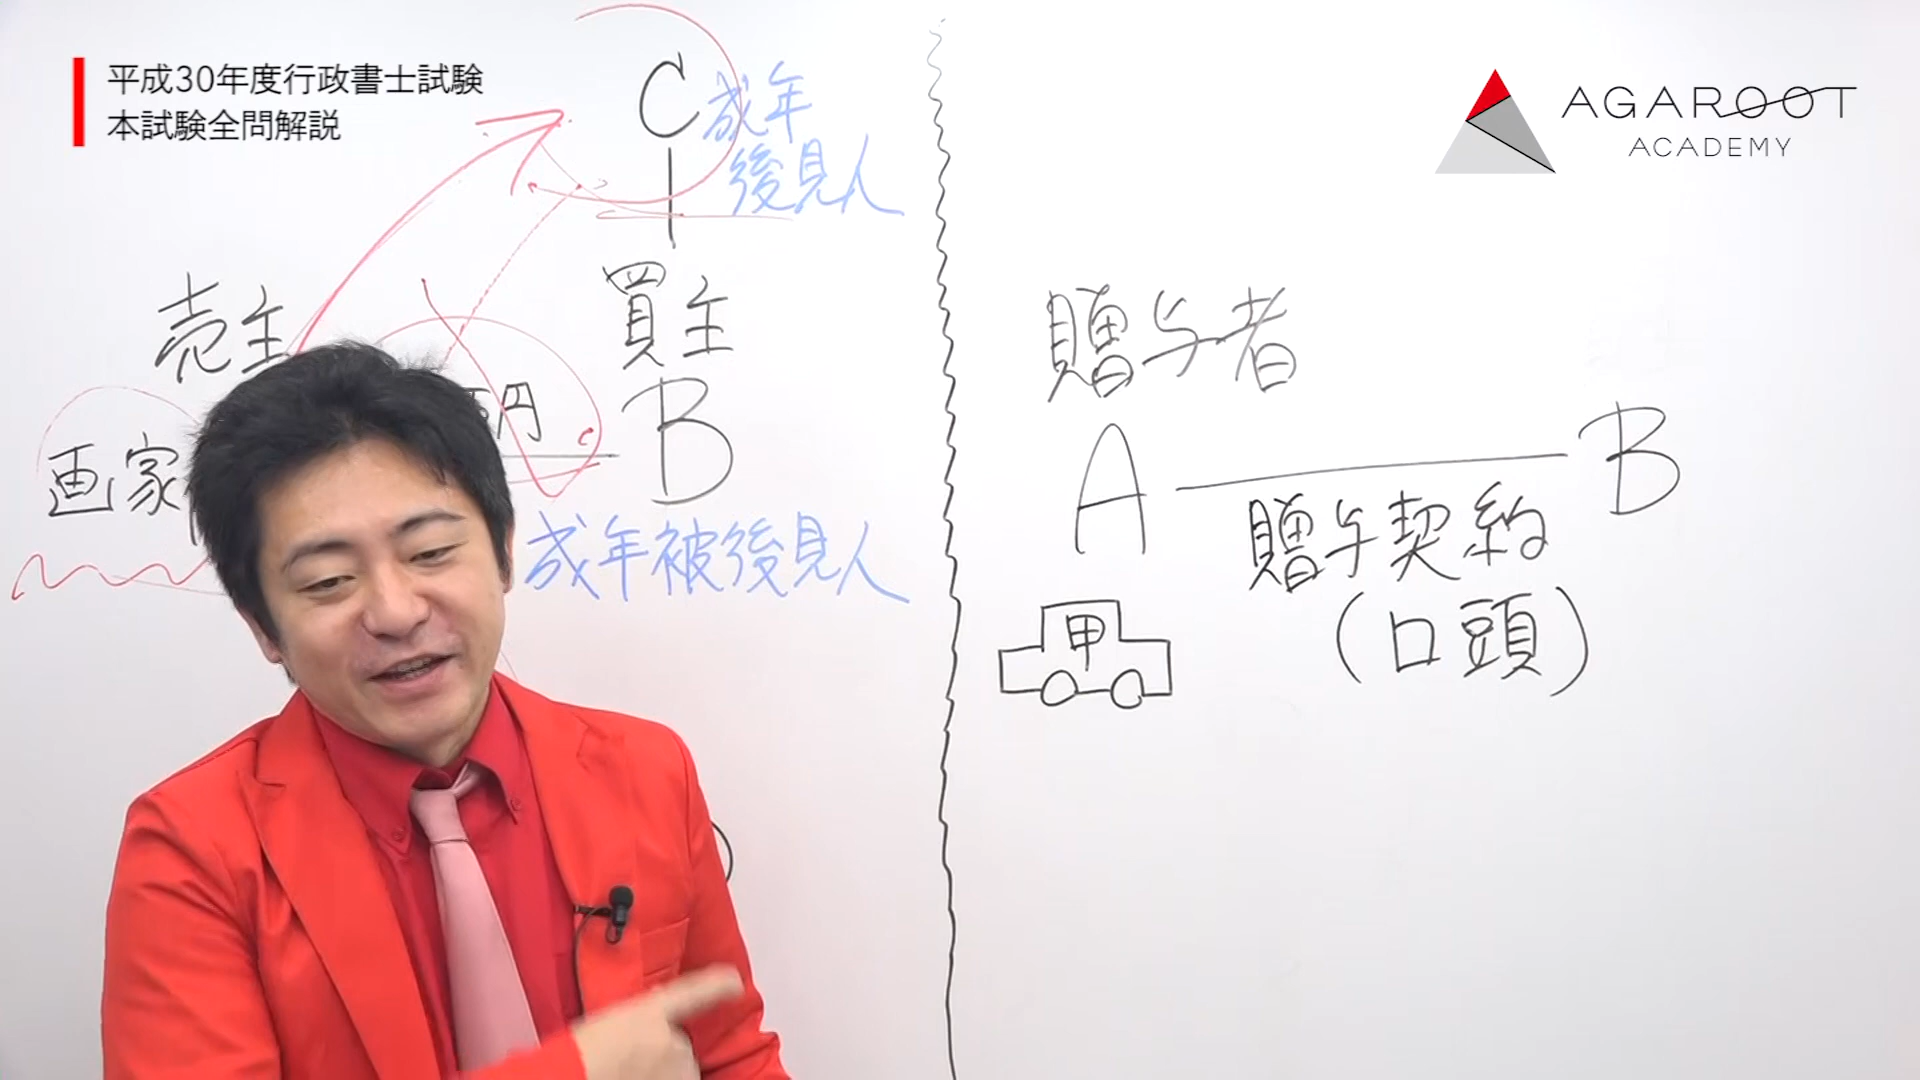 平成30年度行政書士試験
本試験全問解説
AGAROOT
ACADEMY
C 成年
後見人
売主
買主
円
B
画家
成年被後見人
贈与者
A
B
贈与契約
(口頭)
甲